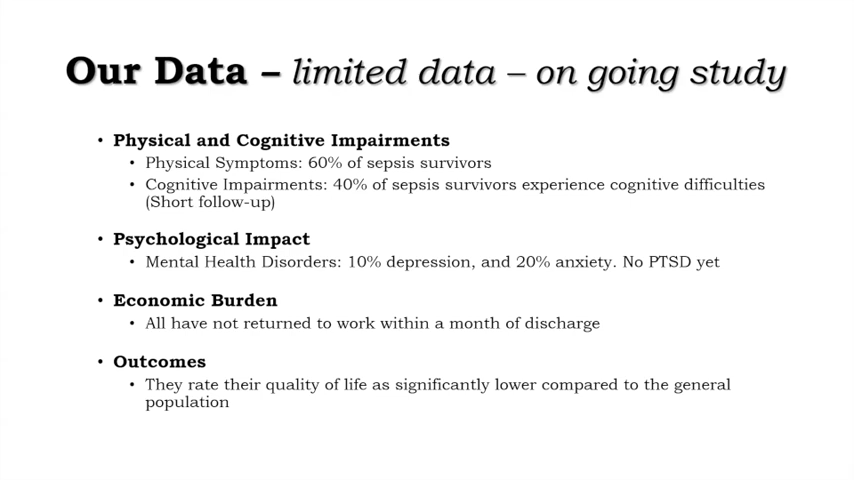 Our Data – limited data – on going study
• Physical and Cognitive Impairments
• Physical Symptoms: 60% of sepsis survivors
• Cognitive Impairments: 40% of sepsis survivors experience cognitive difficulties
(Short follow-up)
• Psychological Impact
• Mental Health Disorders: 10% depression, and 20% anxiety. No PTSD yet
• Economic Burden
• All have not returned to work within a month of discharge
• Outcomes
• They rate their quality of life as significantly lower compared to the general
population